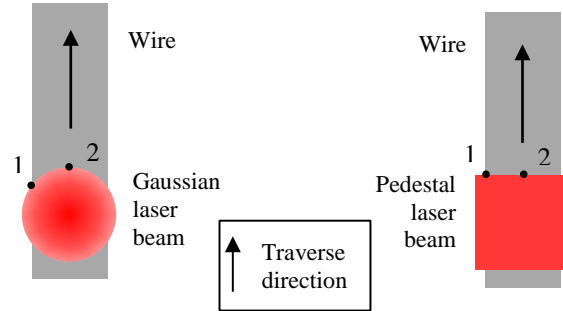 Wire
1
2
Gaussian
laser
beam
Traverse
direction
Wire
1
2
Pedestal
laser
beam